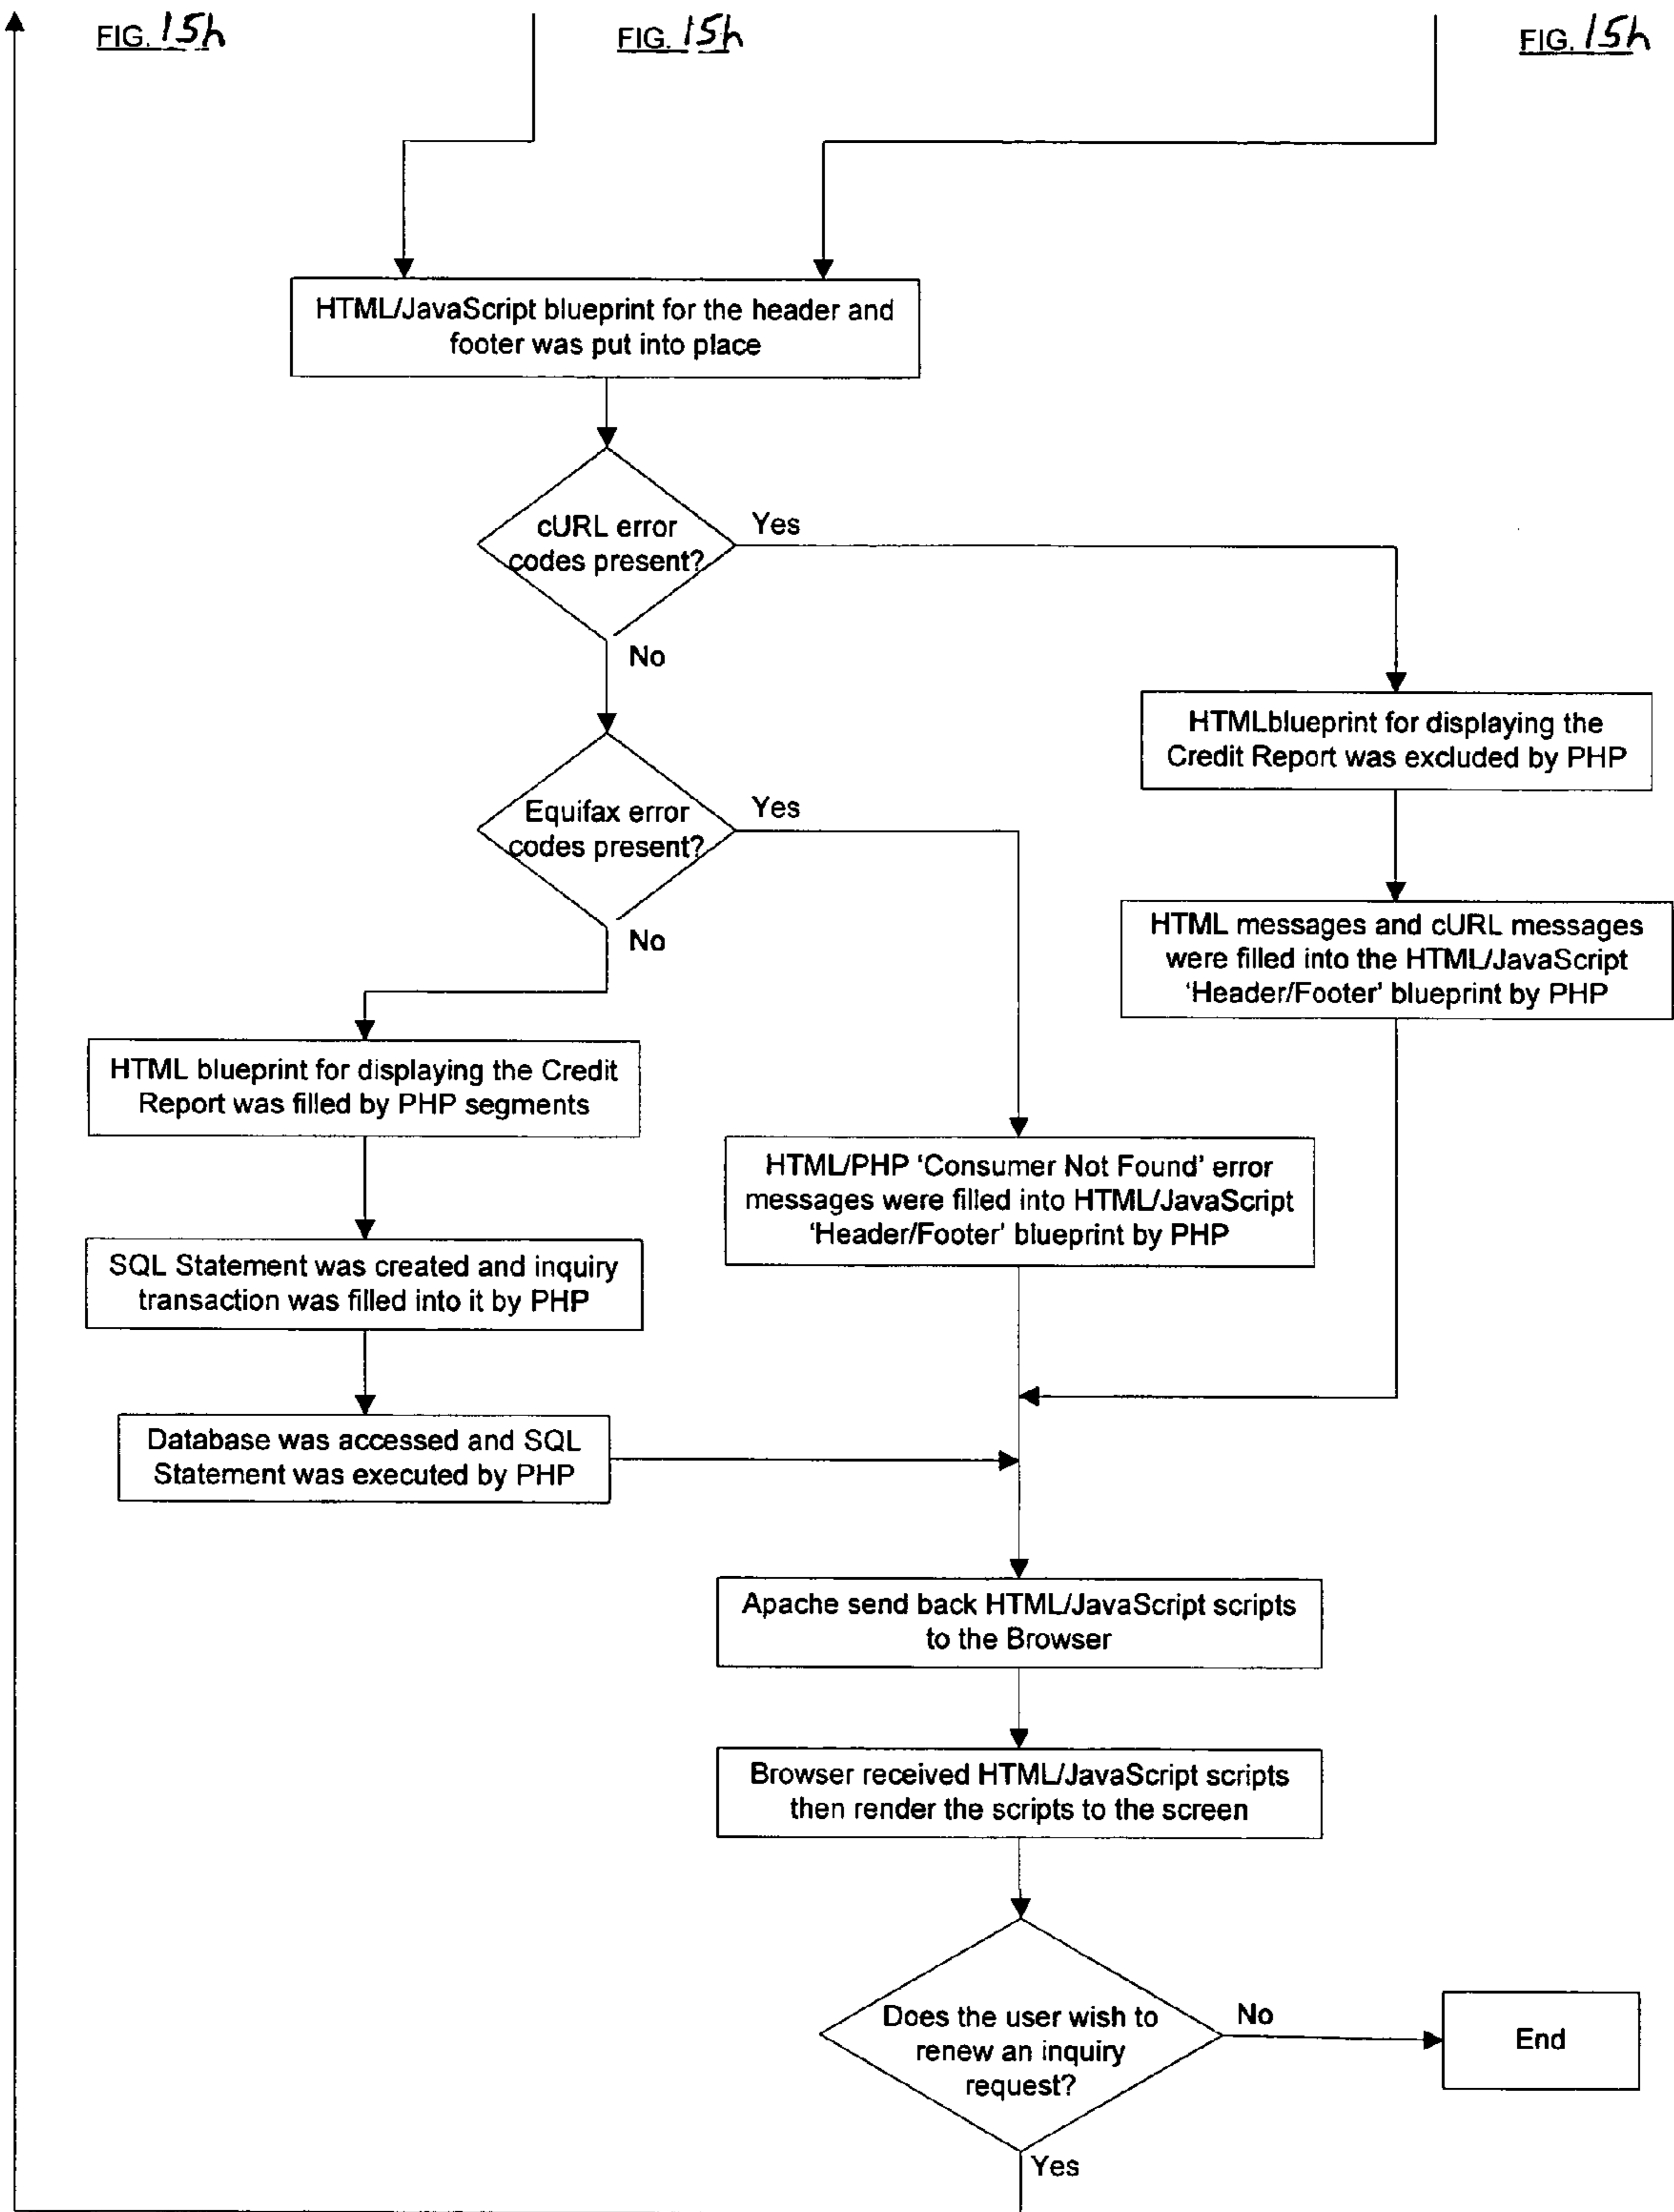 FIG. 15h
FIG. 15h
FIG. 15h
HTML/JavaScript blueprint for the header and
footer was put into place
cURL error
codes present?
Yes
No
HTMLblueprint for displaying the
Credit Report was excluded by PHP
Equifax error
codes present?
Yes
No
HTML messages and cURL messages
were filled into the HTML/JavaScript
‘Header/Footer’ blueprint by PHP
HTML blueprint for displaying the Credit
Report was filled by PHP segments
HTML/PHP ‘Consumer Not Found’ error
messages were filled into HTML/JavaScript
‘Header/Footer’ blueprint by PHP
SQL Statement was created and inquiry
transaction was filled into it by PHP
Database was accessed and SQL
Statement was executed by PHP
Apache send back HTML/JavaScript scripts
to the Browser
Browser received HTML/JavaScript scripts
then render the scripts to the screen
Does the user wish to
renew an inquiry
request?
No
End
Yes